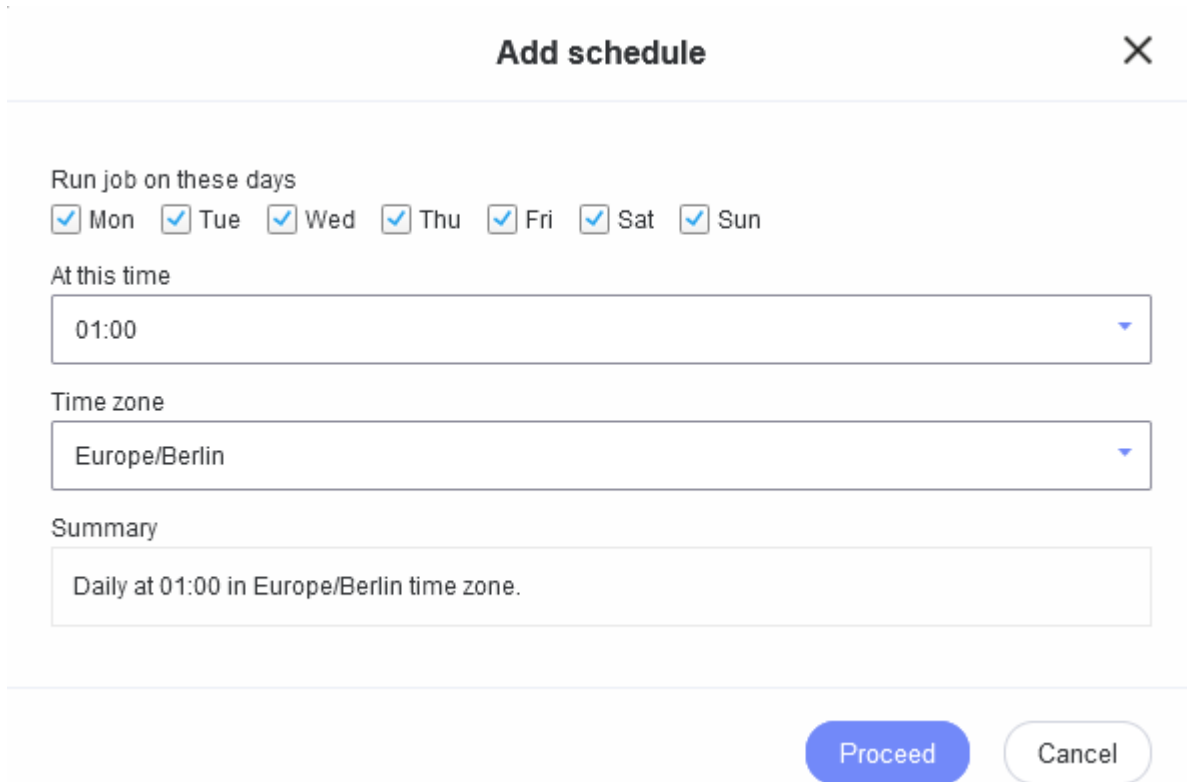 Add schedule
Run job on these days
Mon Tue Wed Thu Fri Sat Sun
At this time
01:00
Time zone
Europe/Berlin
Summary
Daily at 01:00 in Europe/Berlin time zone.
Proceed Cancel